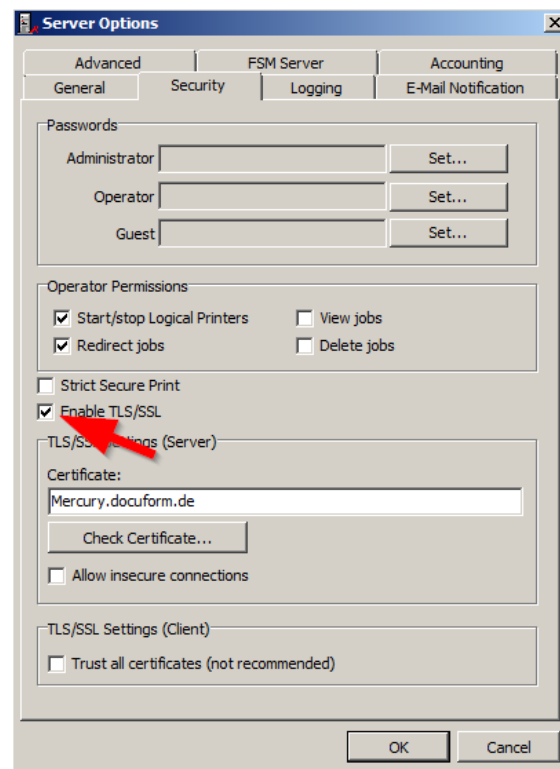 Server Options
Advanced FSM Server Accounting
General Security Logging E-Mail Notification
Passwords
Administrator Set...
Operator Set...
Guest Set...
Operator Permissions
Start/stop Logical Printers View jobs
Redirect jobs Delete jobs
Strict Secure Print
Enable TLS/SSL
TLS/SSL Settings (Server)
Certificate:
Mercury.docuform.de
Check Certificate...
Allow insecure connections
TLS/SSL Settings (Client)
Trust all certificates (not recommended)
OK Cancel